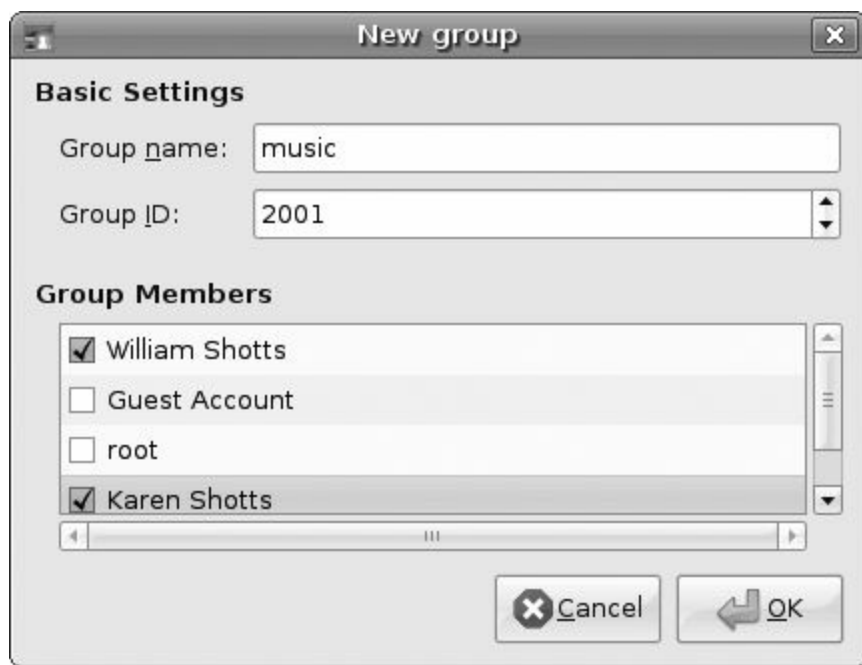 New group
Basic Settings
Group name: music
Group ID: 2001
Group Members
William Shotts
Guest Account
root
Karen Shotts
Cancel OK